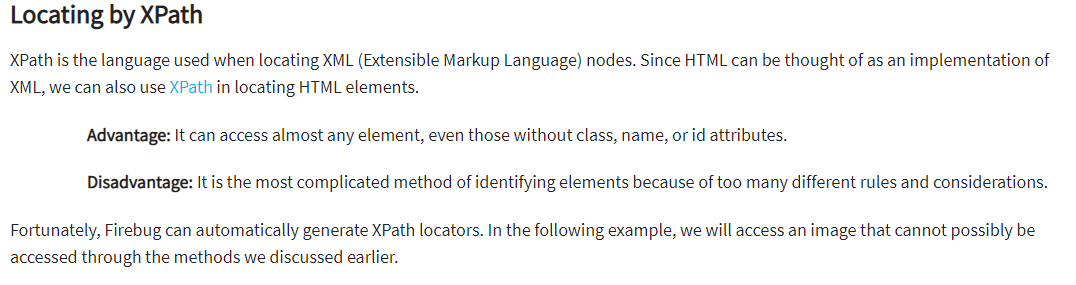 Locating by XPath
XPath is the language used when locating XML (Extensible Markup Language) nodes. Since HTML can be thought of as an implementation of
XML, we can also use XPath in locating HTML elements.
Advantage: It can access almost any element, even those without class, name, or id attributes.
Disadvantage: It is the most complicated method of identifying elements because of too many different rules and considerations.
Fortunately, Firebug can automatically generate XPath locators. In the following example, we will access an image that cannot possibly be
accessed through the methods we discussed earlier.